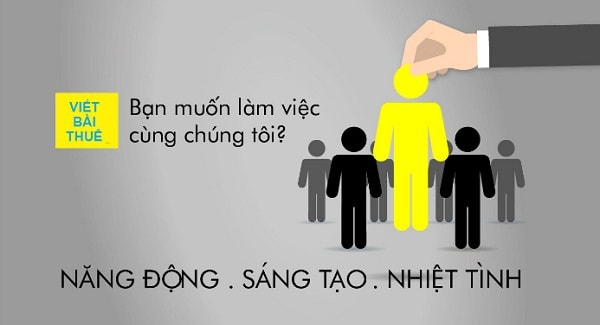 VIẾT
BÀI
THUÊ
Bạn muốn làm việc
cùng chúng tôi?
NĂNG ĐỘNG . SÁNG TẠO . NHIỆT TÌNH